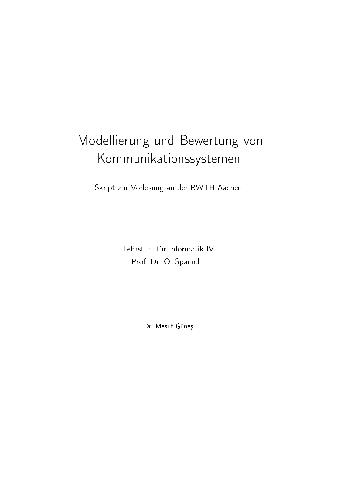 Modellierung und Bewertung von
Kommunikationssystemen
Skript zur Vorlesung an der RWTH Aachen
Lehrstuhl für Informatik IV
Prof. Dr. O. Spaniol
Dr. Mesut Güneş